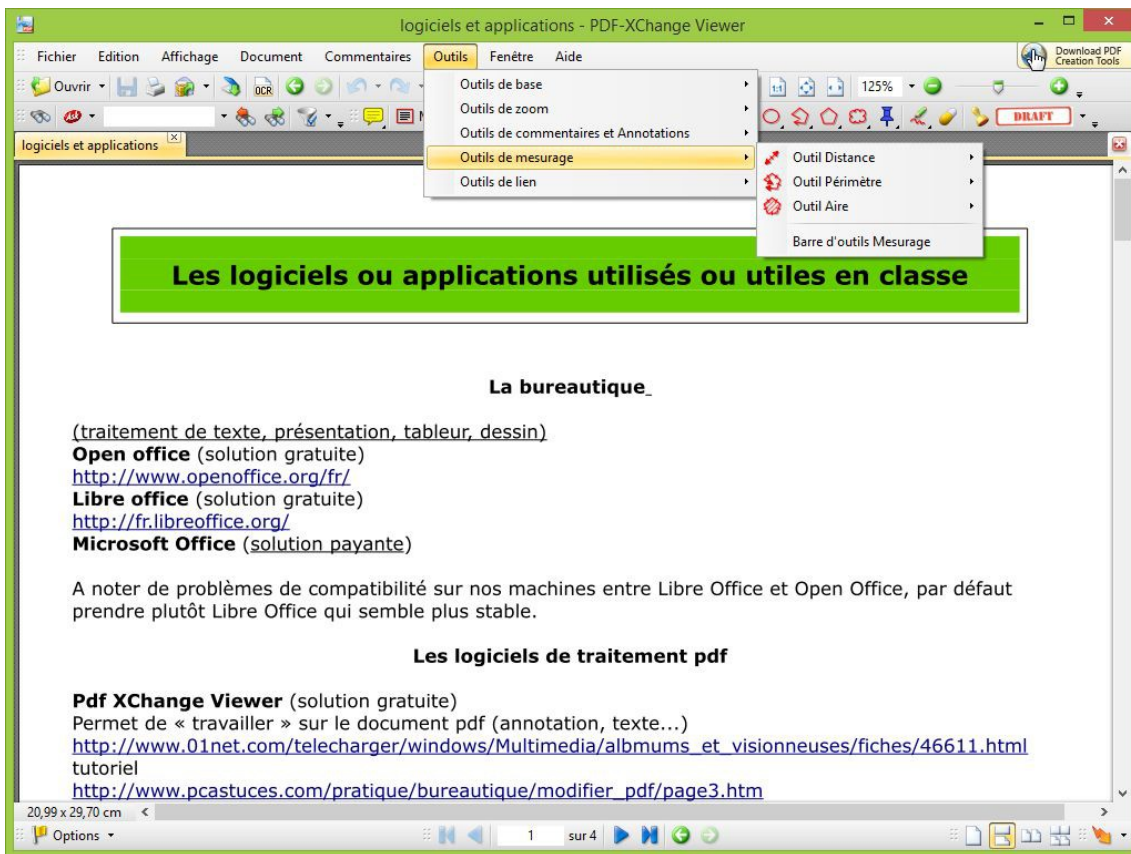 logiciels et applications - PDF-XChange Viewer
Fichier Edition Affichage Document Commentaires Outils Fenêtre Aide
Download PDF
Creation Tools
Ouvrir
OCR
1:1
125%
DRAFT
logiciels et applications
Outils de base
Outils de zoom
Outils de commentaires et Annotations
Outils de mesurage
Outils de lien
Outil Distance
Outil Périmètre
Outil Aire
Barre d'outils Mesurage
Les logiciels ou applications utilisés ou utiles en classe
La bureautique
(traitement de texte, présentation, tableur, dessin)
Open office (solution gratuite)
http://www.openoffice.org/fr/
Libre office (solution gratuite)
http://fr.libreoffice.org/
Microsoft Office (solution payante)
A noter de problèmes de compatibilité sur nos machines entre Libre Office et Open Office, par défaut
prendre plutôt Libre Office qui semble plus stable.
Les logiciels de traitement pdf
Pdf XChange Viewer (solution gratuite)
Permet de « travailler » sur le document pdf (annotation, texte...)
http://www.01net.com/telecharger/windows/Multimedia/albmums_et_visionneuses/fiches/46611.html
tutoriel
http://www.pcastuces.com/pratique/bureautique/modifier_pdf/page3.htm
20,99 x 29,70 cm
Options
1 sur 4